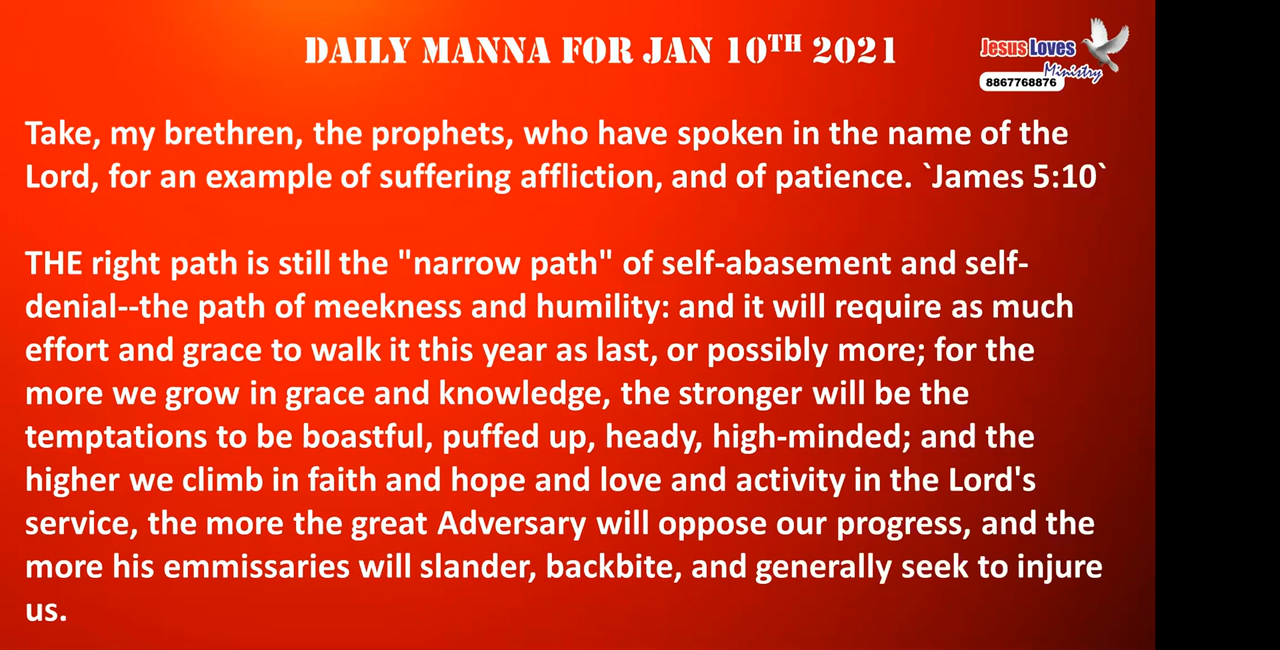 DAILY MANNA FOR JAN 10TH 2021
JesusLoves
Ministry
8867768876
Take, my brethren, the prophets, who have spoken in the name of the
Lord, for an example of suffering affliction, and of patience. `James 5:10`
THE right path is still the "narrow path" of self-abasement and self-
denial--the path of meekness and humility: and it will require as much
effort and grace to walk it this year as last, or possibly more; for the
more we grow in grace and knowledge, the stronger will be the
temptations to be boastful, puffed up, heady, high-minded; and the
higher we climb in faith and hope and love and activity in the Lord's
service, the more the great Adversary will oppose our progress, and the
more his emmissaries will slander, backbite, and generally seek to injure
us.